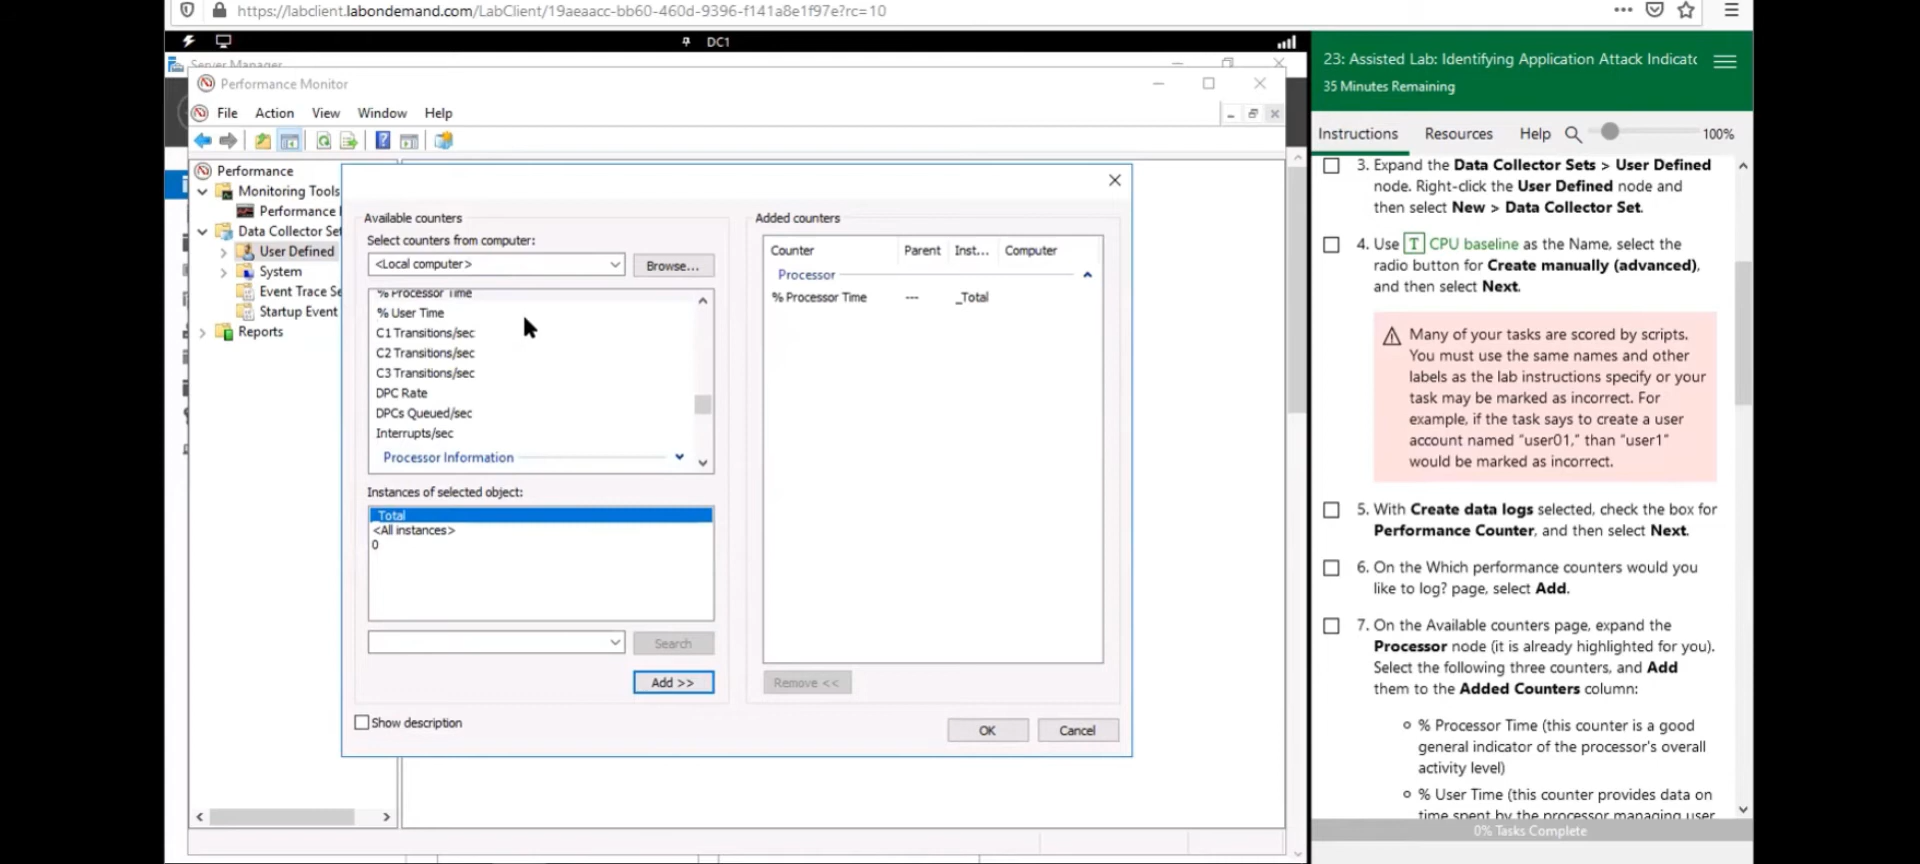 https://labclient.labondemand.com/LabClient/19aeaacc-bb60-460d-9396-f141a8e1f97e?rc=10
DC1
Server Manager
Performance Monitor
File Action View Window Help
Performance
Monitoring Tools
Performance
Data Collector Set
User Defined
System
Event Trace Se
Startup Event
Reports
Available counters
Select counters from computer:
<Local computer>
Browse...
% Processor Time
% User Time
C1 Transitions/sec
C2 Transitions/sec
C3 Transitions/sec
DPC Rate
DPCs Queued/sec
Interrupts/sec
Processor Information
Instances of selected object:
_Total
<All instances>
0
Search
Add >>
Show description
Added counters
Counter Parent Inst... Computer
Processor
% Processor Time --- _Total
Remove <<
OK Cancel
23: Assisted Lab: Identifying Application Attack Indicato
35 Minutes Remaining
Instructions Resources Help 100%
3. Expand the Data Collector Sets > User Defined
node. Right-click the User Defined node and
then select New > Data Collector Set.
4. Use T CPU baseline as the Name, select the
radio button for Create manually (advanced),
and then select Next.
Many of your tasks are scored by scripts.
You must use the same names and other
labels as the lab instructions specify or your
task may be marked as incorrect. For
example, if the task says to create a user
account named "user01," than "user1"
would be marked as incorrect.
5. With Create data logs selected, check the box for
Performance Counter, and then select Next.
6. On the Which performance counters would you
like to log? page, select Add.
7. On the Available counters page, expand the
Processor node (it is already highlighted for you).
Select the following three counters, and Add
them to the Added Counters column:
% Processor Time (this counter is a good
general indicator of the processor's overall
activity level)
% User Time (this counter provides data on
time spent by the processor managing user
0% Tasks Complete